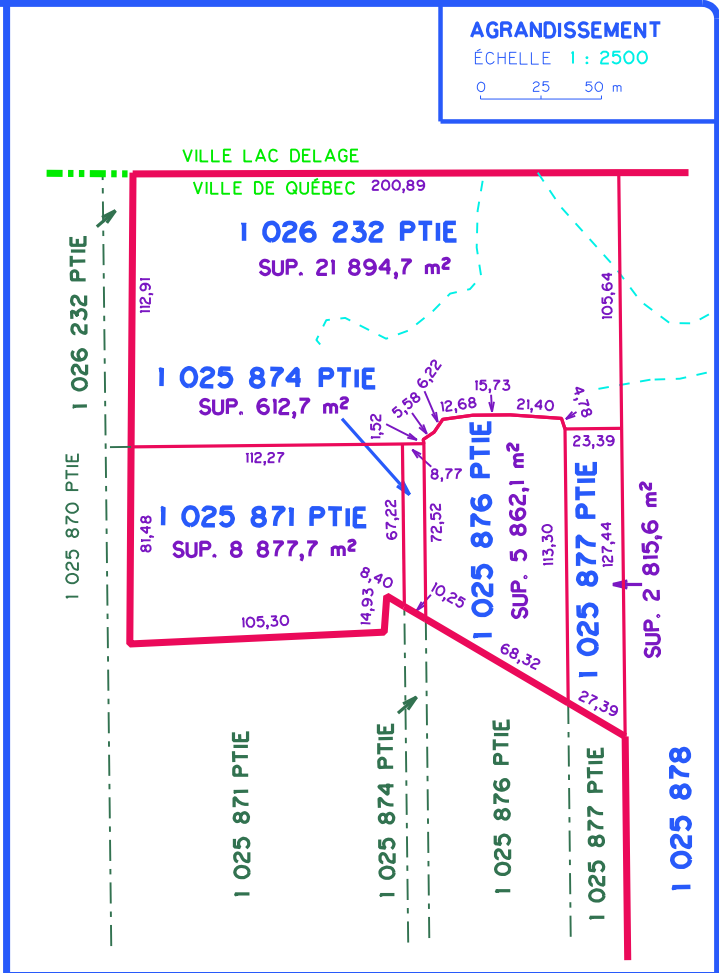 AGRANDISSEMENT
ÉCHELLE 1 : 2500
0 25 50 m
VILLE LAC DELAGE
VILLE DE QUÉBEC
200,89
1 026 232 PTIE
SUP. 21 894,7 m²
1 026 232 PTIE
112,91
105,64
1 025 874 PTIE
SUP. 612,7 m²
1,52
5,58
6,22
12,68
15,73
21,40
4,78
23,39
112,27
8,77
1 025 870 PTIE
81,48
1 025 871 PTIE
SUP. 8 877,7 m²
67,22
72,52
1 025 876 PTIE
SUP. 5 862,1 m²
113,30
1 025 877 PTIE
127,44
SUP. 2 815,6 m²
8,40
14,93
10,25
105,30
68,32
27,39
1 025 871 PTIE
1 025 874 PTIE
1 025 876 PTIE
1 025 877 PTIE
1 025 878